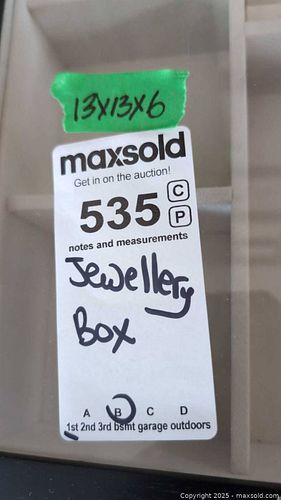 13x13x6
maxsold
Get in on the auction!
535 C P
notes and measurements
Jewellery
Box
A B C D
1st 2nd 3rd bsmt garage outdoors
Copyright 2025 - maxsold.com